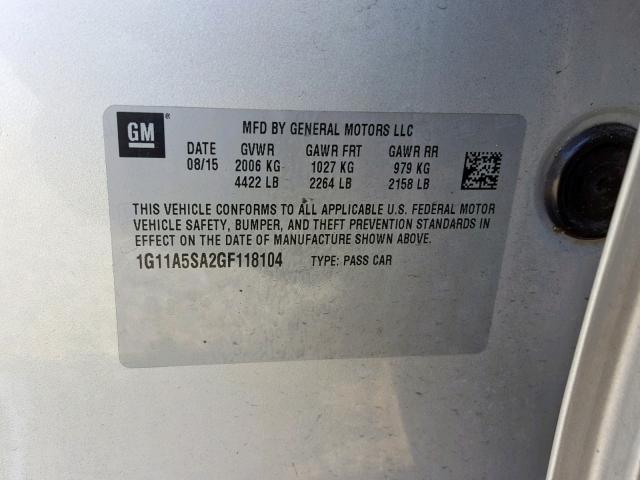 GM ®
MFD BY GENERAL MOTORS LLC
DATE GVWR GAWR FRT GAWR RR
08/15 2006 KG 1027 KG 979 KG
4422 LB 2264 LB 2158 LB
THIS VEHICLE CONFORMS TO ALL APPLICABLE U.S. FEDERAL MOTOR
VEHICLE SAFETY, BUMPER, AND THEFT PREVENTION STANDARDS IN
EFFECT ON THE DATE OF MANUFACTURE SHOWN ABOVE.
1G11A5SA2GF118104 TYPE: PASS CAR